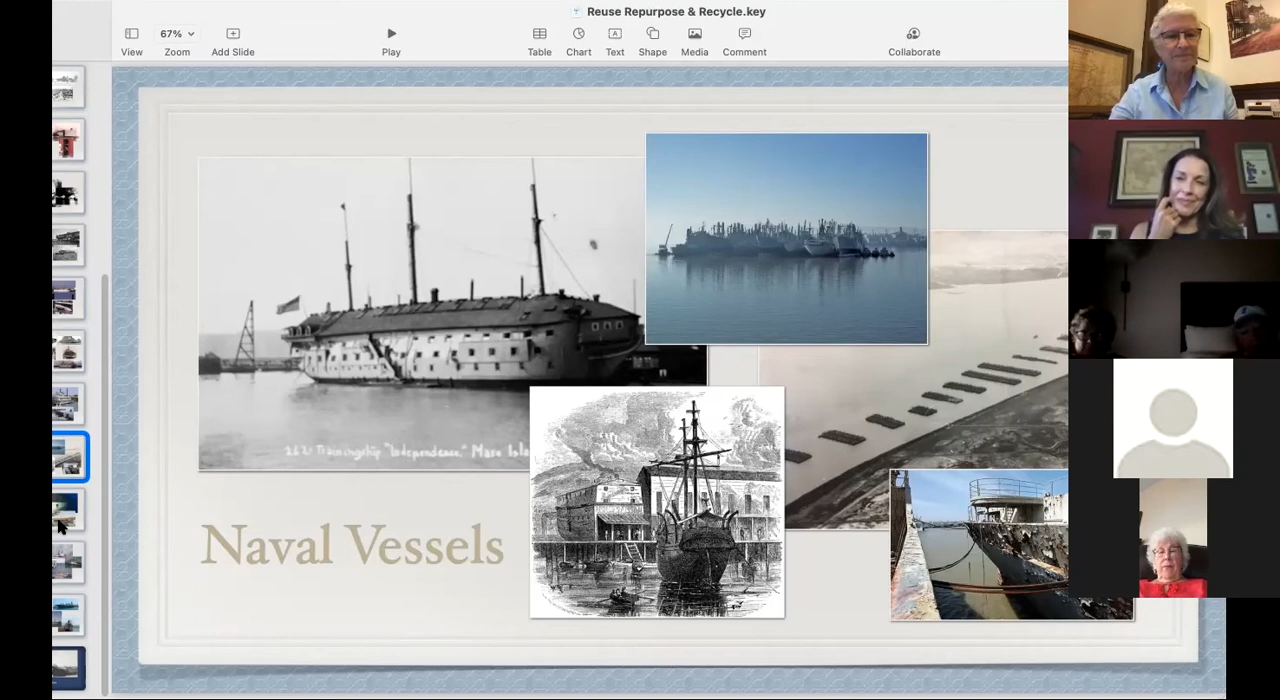 Reuse Repurpose & Recycle.key
67%
View
Zoom
Add Slide
Play
Table
Chart
Text
Shape
Media
Comment
Collaborate
262. Trainingship "Independence." Mare Isla
Naval Vessels